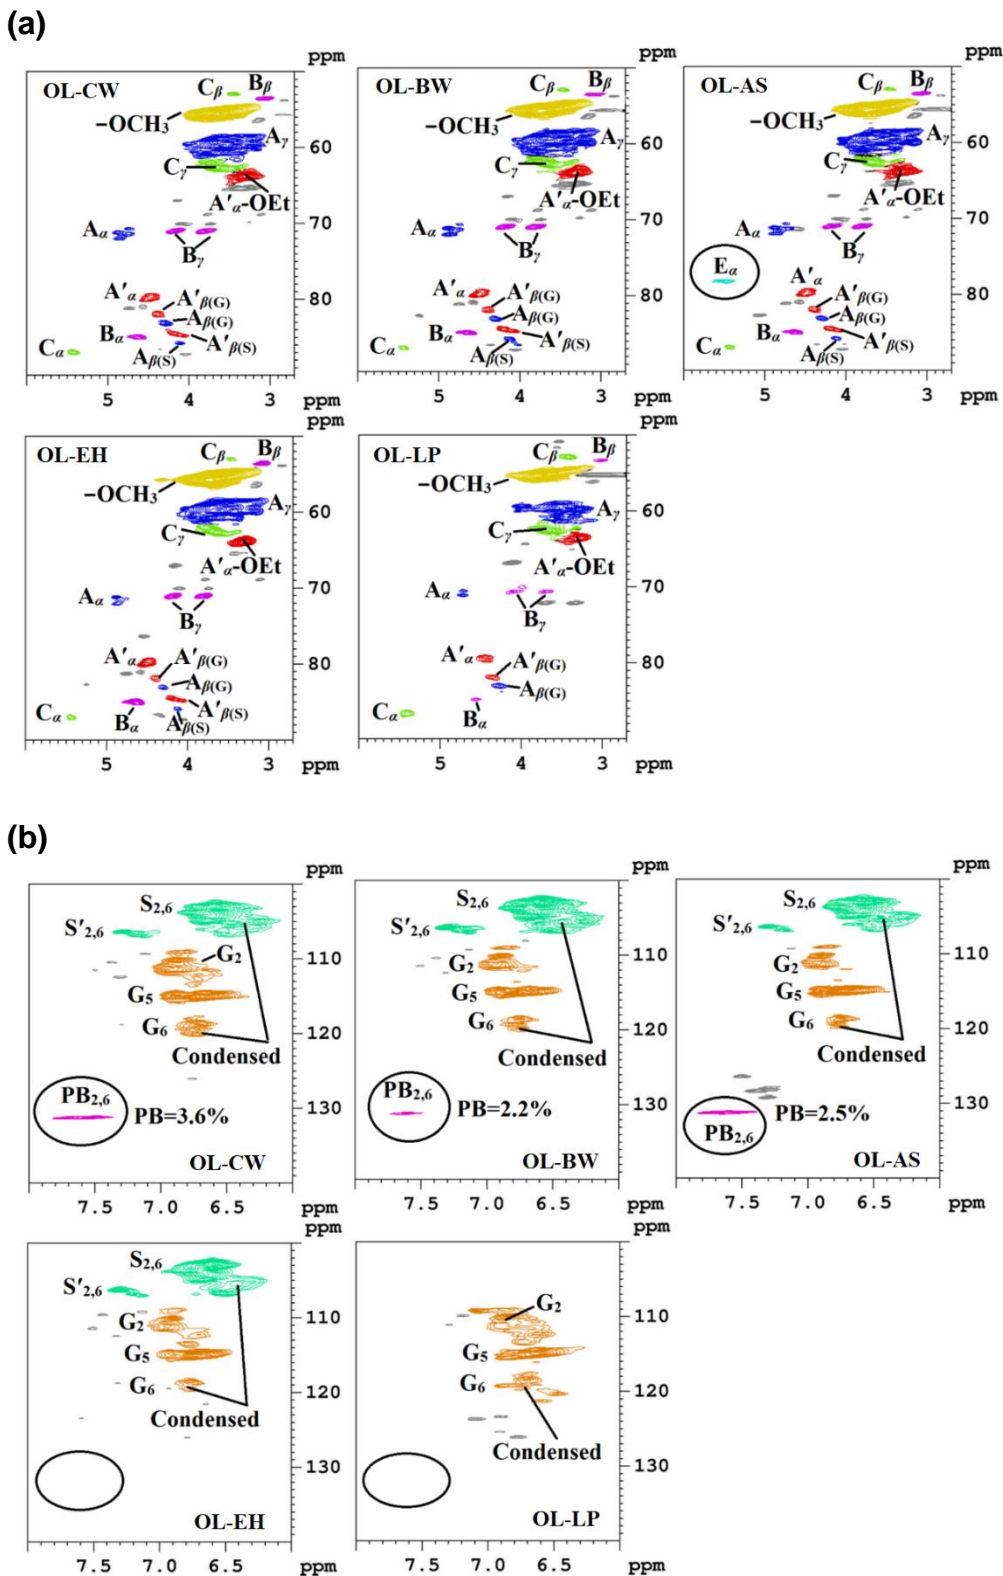 (a)
ppm ppm ppm
OL-CW Cβ Bβ
−OCH3 Aγ
60
Cγ
A′α-OEt
Aα 70
Bγ
A′α A′β(G)
80
Aβ(G)
Bα A′β(S)
Cα Aβ(S)
5 4 3 ppm
OL-BW Cβ Bβ
−OCH3 Aγ
60
Cγ
A′α-OEt
Aα 70
Bγ
A′α A′β(G)
80
Aβ(G)
Bα A′β(S)
Cα Aβ(S)
5 4 3 ppm
OL-AS Cβ Bβ
−OCH3 Aγ
60
Cγ
A′α-OEt
Aα 70
Bγ
Eα
A′α A′β(G)
80
Aβ(G)
Bα A′β(S)
Cα Aβ(S)
5 4 3 ppm
ppm ppm
OL-EH Cβ Bβ
−OCH3 Aγ
60
Cγ
A′α-OEt
Aα 70
Bγ
A′α A′β(G)
80
Aβ(G)
Bα A′β(S)
Cα Aβ(S)
5 4 3 ppm
OL-LP Cβ Bβ
−OCH3 Aγ
60
Cγ
A′α-OEt
Aα 70
Bγ
A′α A′β(G)
80
Aβ(G)
Cα Bα
5 4 3 ppm
(b)
ppm ppm ppm
S2,6
S′2,6
110
G2
G5
G6 120
Condensed
PB2,6 PB=3.6% 130
OL-CW
7.5 7.0 6.5 ppm
S2,6
S′2,6
110
G2
G5
G6 120
Condensed
PB2,6 PB=2.2% 130
OL-BW
7.5 7.0 6.5 ppm
S2,6
S′2,6
110
G2
G5
G6 120
Condensed
PB=2.5% 130
PB2,6
OL-AS
7.5 7.0 6.5 ppm
ppm ppm
S2,6
S′2,6
G2 110
G5
G6 120
Condensed
130
OL-EH
7.5 7.0 6.5 ppm
G2 110
G5
G6 120
Condensed
130
OL-LP
7.5 7.0 6.5 ppm